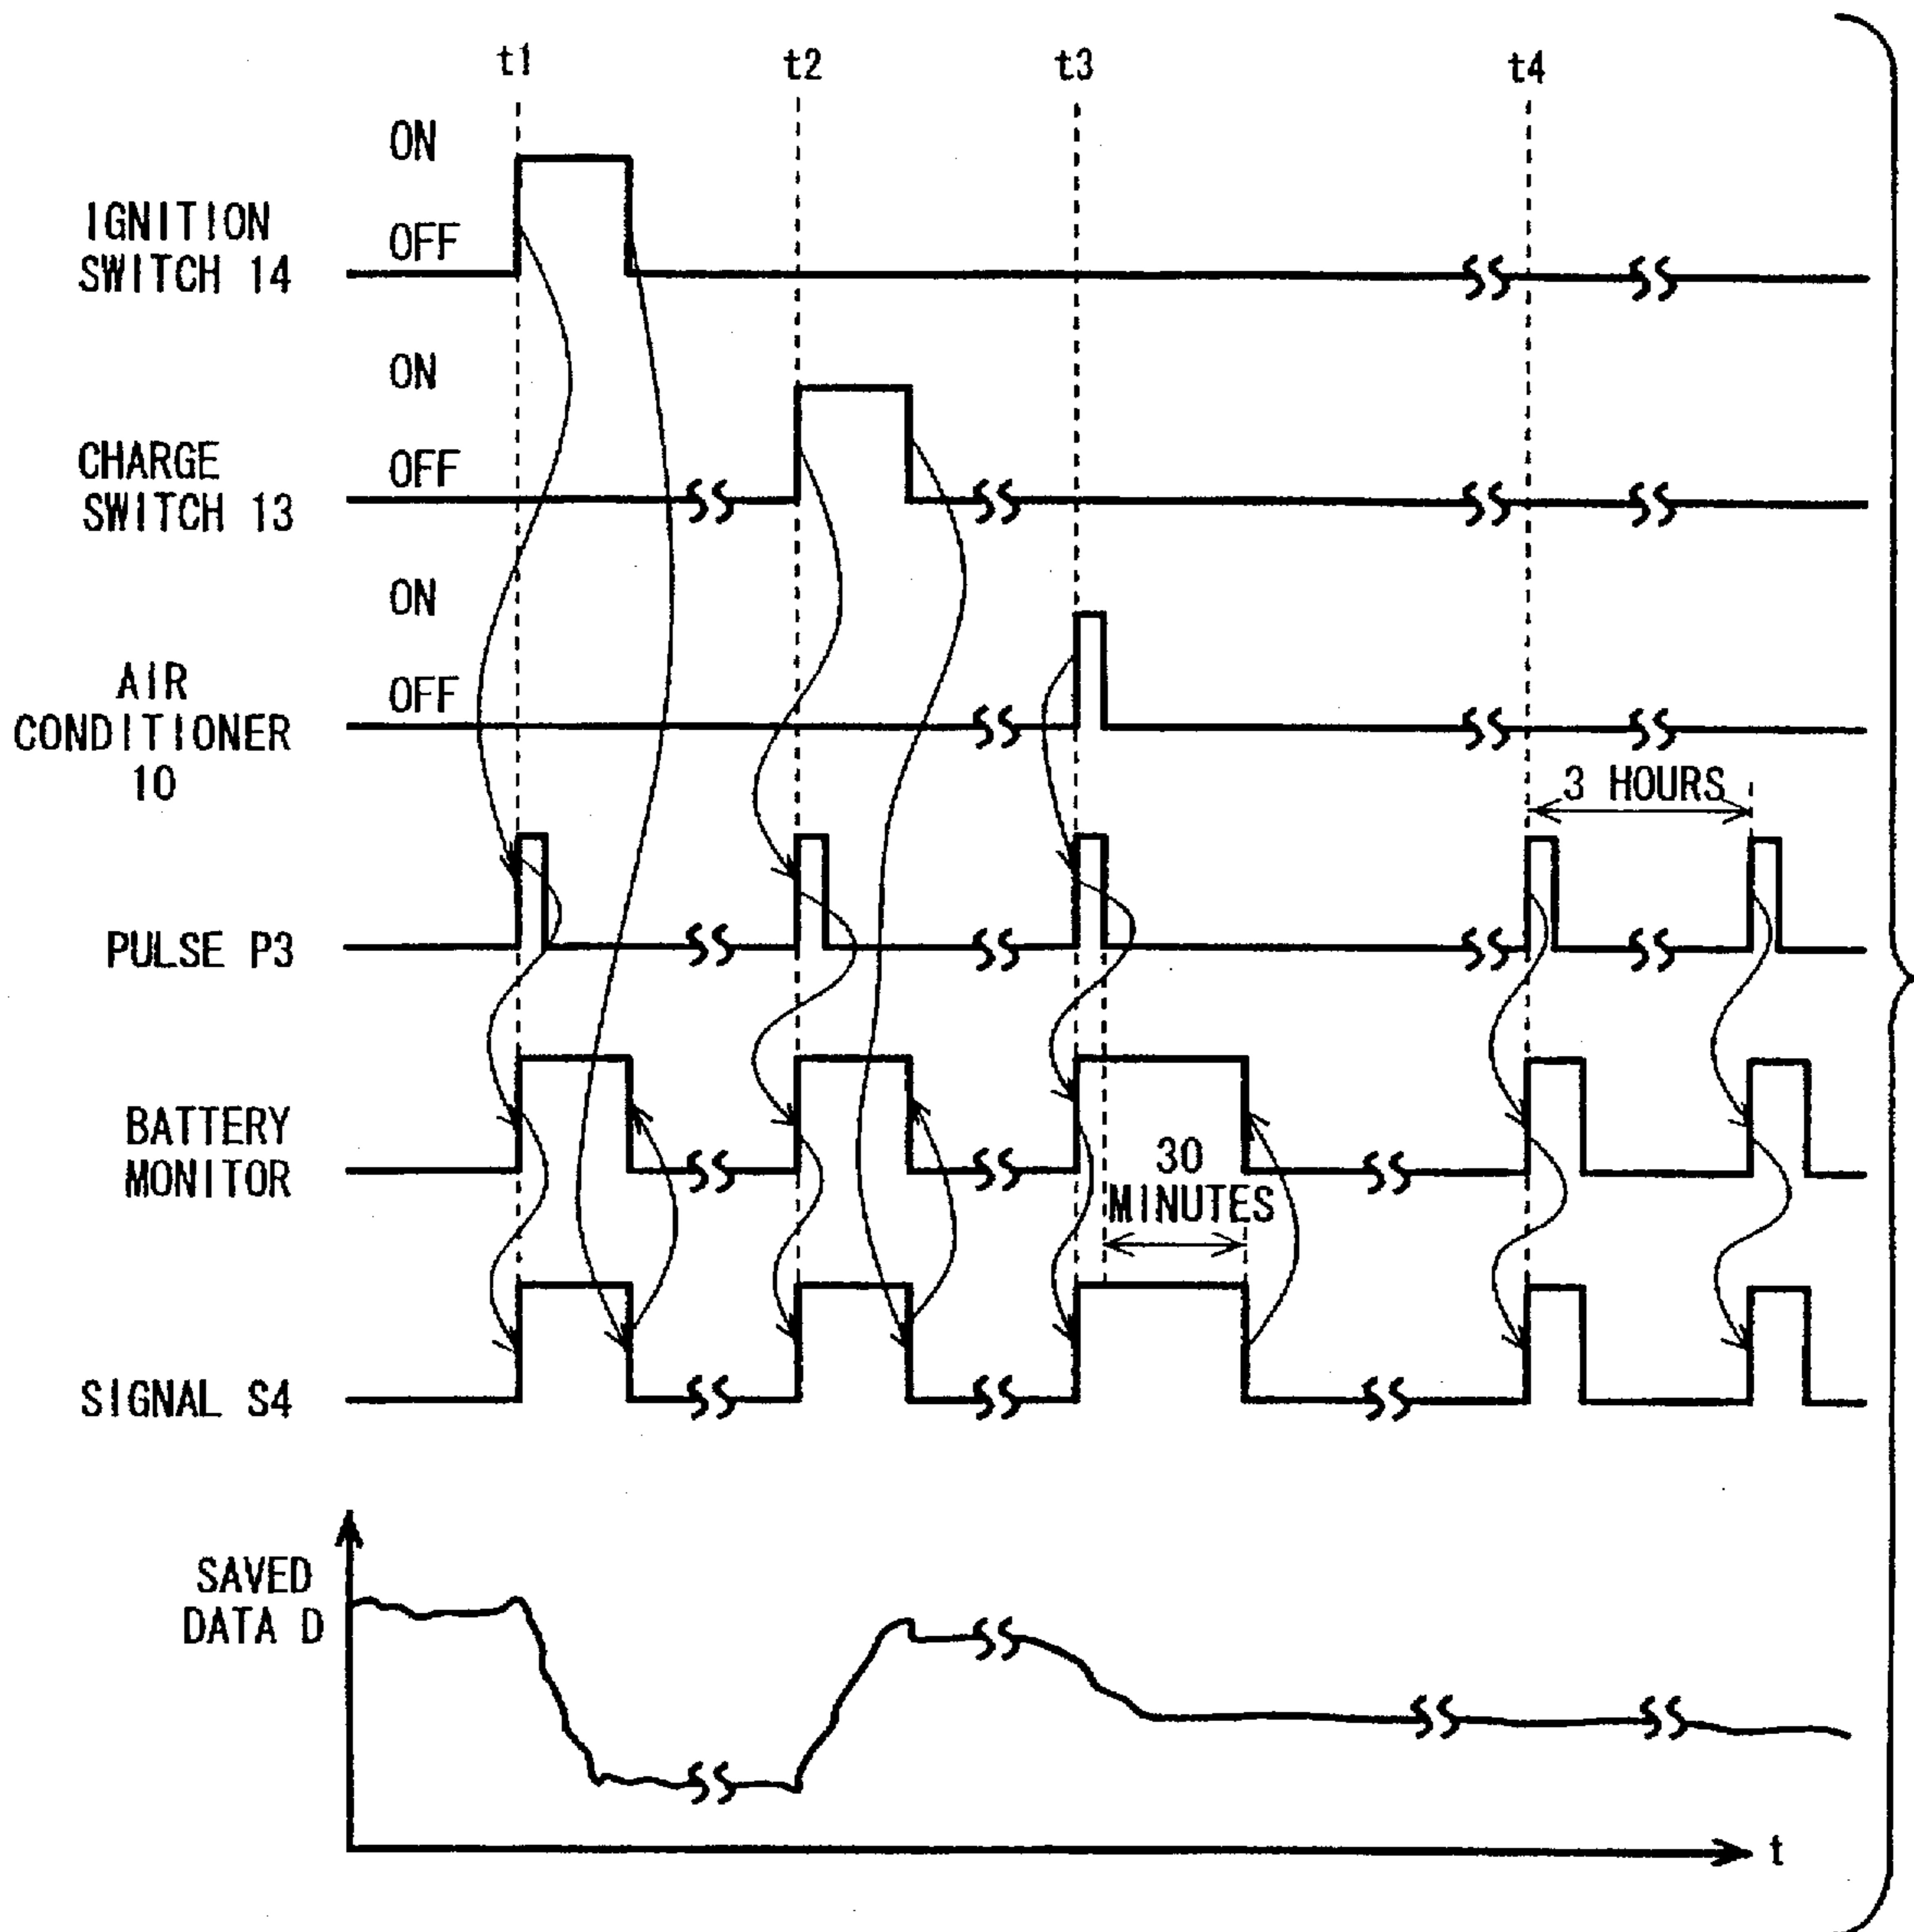 t1
t2
t3
t4
ON
OFF
IGNITION
SWITCH 14
ON
OFF
CHARGE
SWITCH 13
ON
OFF
AIR
CONDITIONER
10
3 HOURS
PULSE P3
BATTERY
MONITOR
30
MINUTES
SIGNAL S4
SAVED
DATA D
t